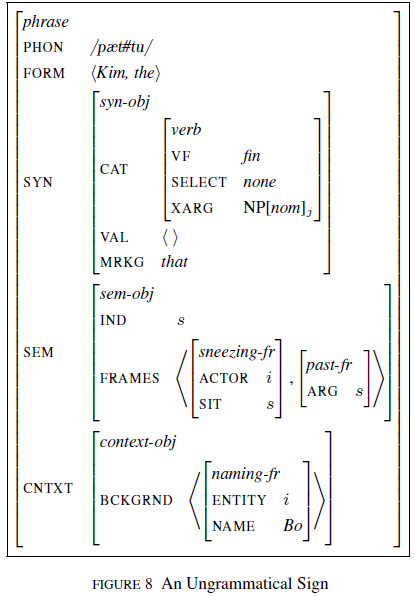 phrase
PHON /pæt#tu/
FORM ⟨Kim, the⟩
syn-obj
verb
VF fin
CAT
SELECT none
SYN
XARG NP[nom]j
VAL ⟨ ⟩
MRKG that
sem-obj
IND s
SEM
sneezing-fr
past-fr
FRAMES ⟨ ACTOR i , ⟩
ARG s
SIT s
context-obj
naming-fr
CNTXT
BCKGRND ⟨ ENTITY i ⟩
NAME Bo
FIGURE 8 An Ungrammatical Sign